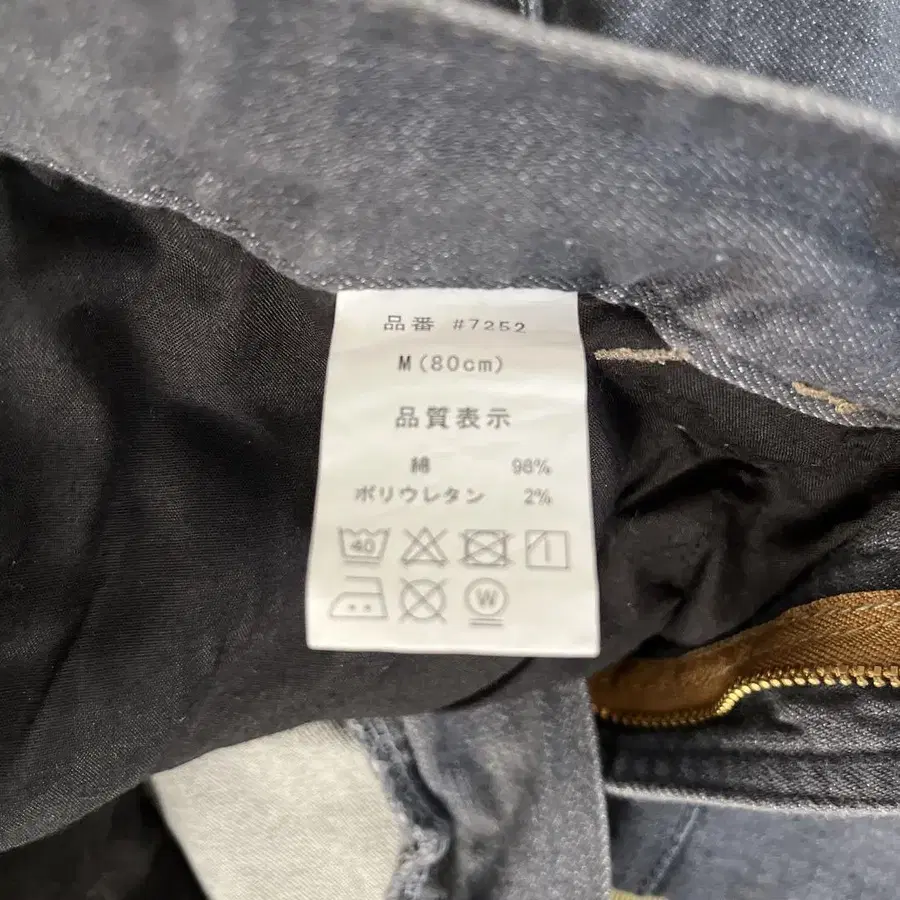 品番 #7252
M(80cm)
品質表示
綿 98%
ポリウレタン 2%
40
W